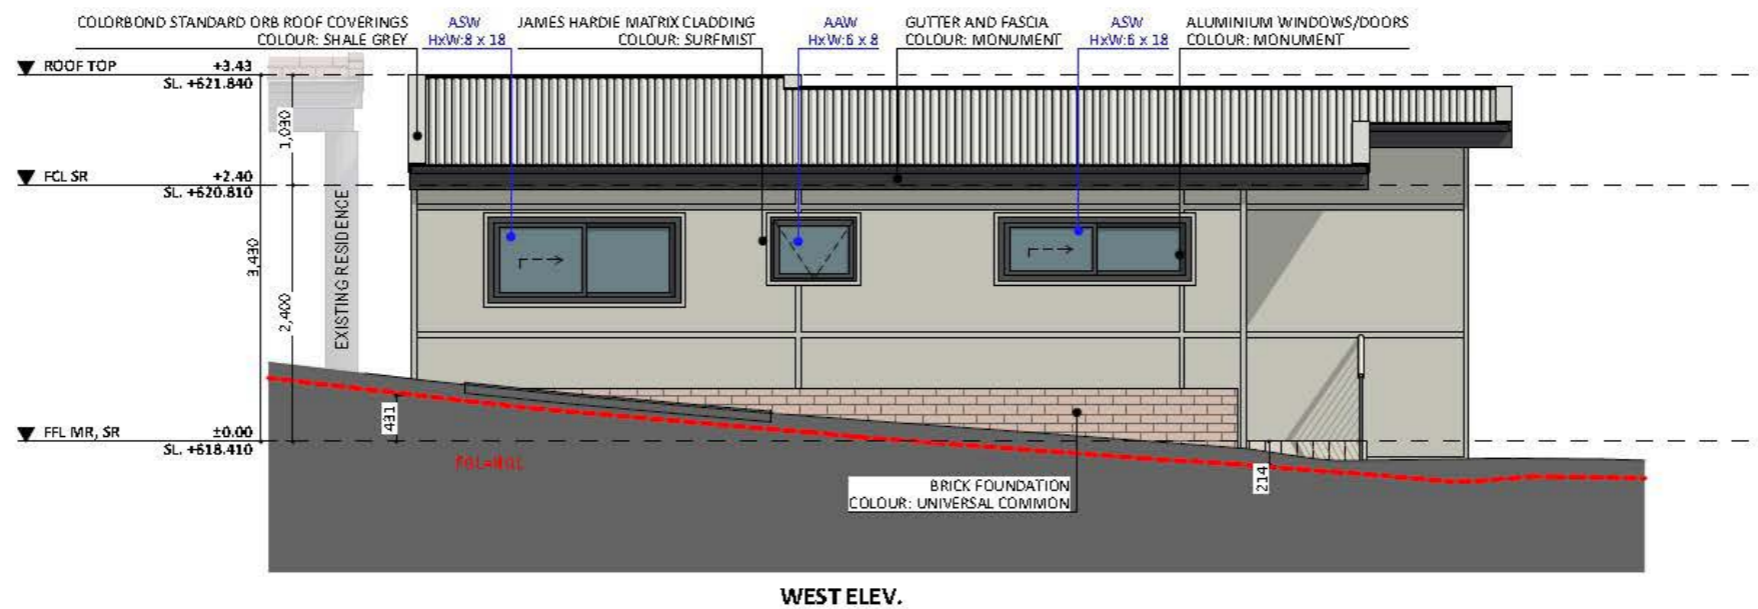 COLORBOND STANDARD ORB ROOF COVERINGS
COLOUR: SHALE GREY
ASW
HxW:8 x 18
JAMES HARDIE MATRIX CLADDING
COLOUR: SURFMIST
AAW
HxW:6 x 8
GUTTER AND FASCIA
COLOUR: MONUMENT
ASW
HxW:6 x 18
ALUMINIUM WINDOWS/DOORS
COLOUR: MONUMENT
ROOF TOP +3.43
SL. +621.840
1,030
FCL SR +2.40
SL. +620.810
3,430
2,400
EXISTING RESIDENCE
431
FFL MR, SR ±0.00
SL. +618.410
FGL=NGL
214
BRICK FOUNDATION
COLOUR: UNIVERSAL COMMON
WEST ELEV.